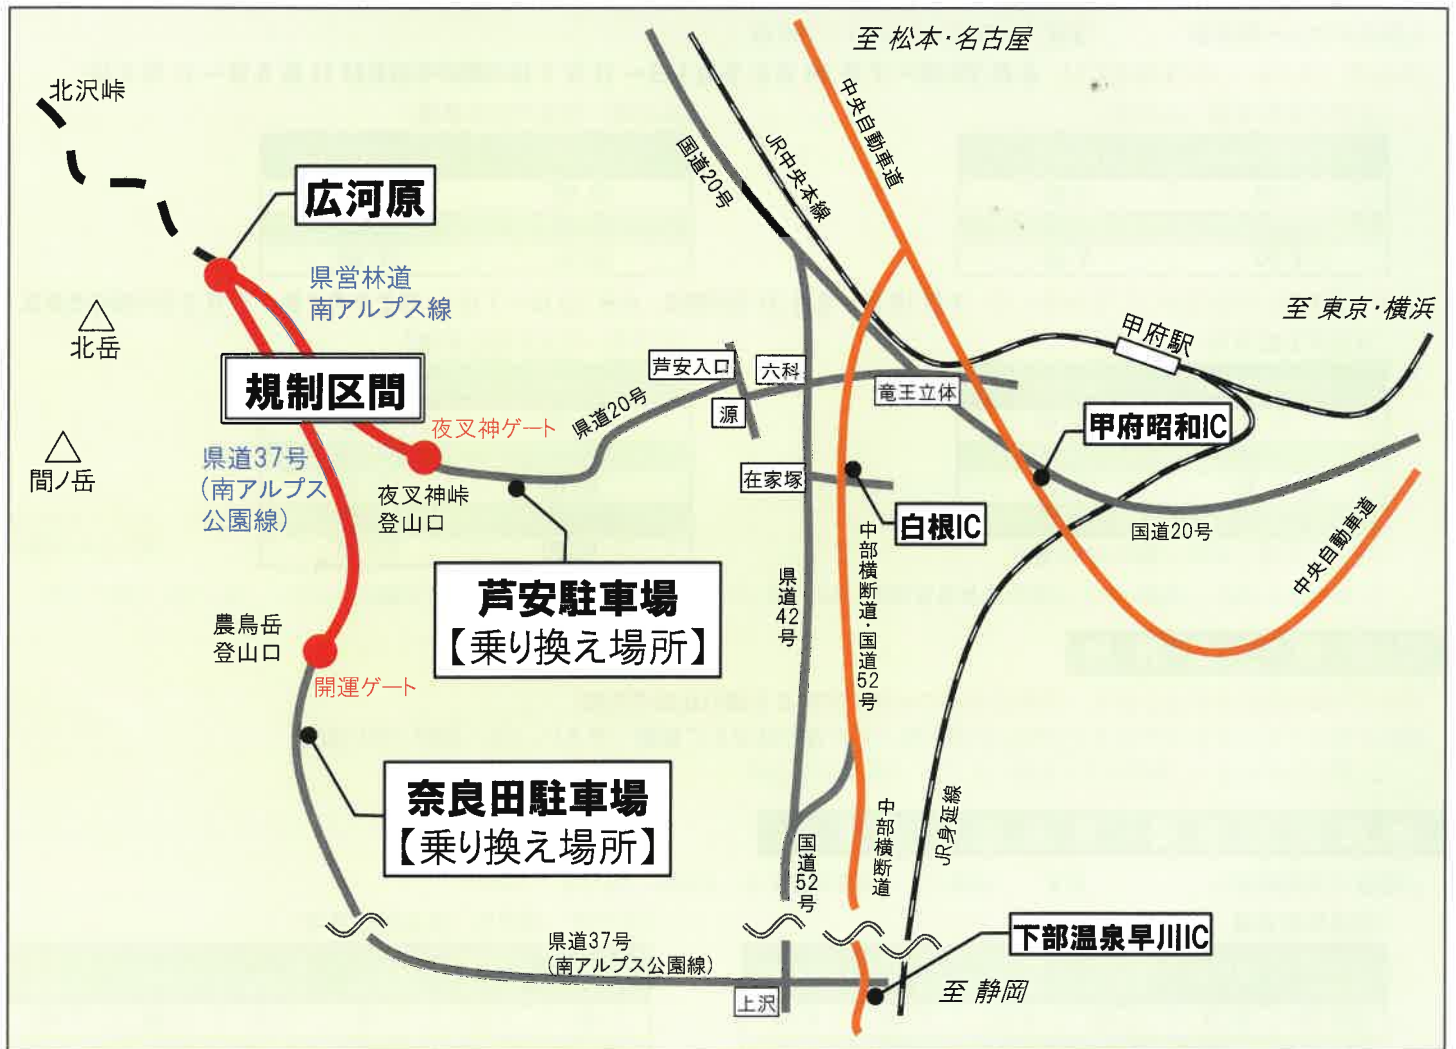 至 松本・名古屋
北沢峠
中央自動車道
JR中央本線
国道20号
広河原
県営林道
南アルプス線
至 東京・横浜
北岳
甲府駅
芦安入口
六科
規制区間
竜王立体
源
県道20号
甲府昭和IC
夜叉神ゲート
県道37号
(南アルプス
公園線)
間ノ岳
在家塚
夜叉神峠
登山口
白根IC
国道20号
中央自動車道
中部横断道・国道52号
県道42号
芦安駐車場
【乗り換え場所】
農鳥岳
登山口
開運ゲート
奈良田駐車場
【乗り換え場所】
中部横断道
JR身延線
国道52号
下部温泉早川IC
県道37号
(南アルプス公園線)
上沢
至 静岡